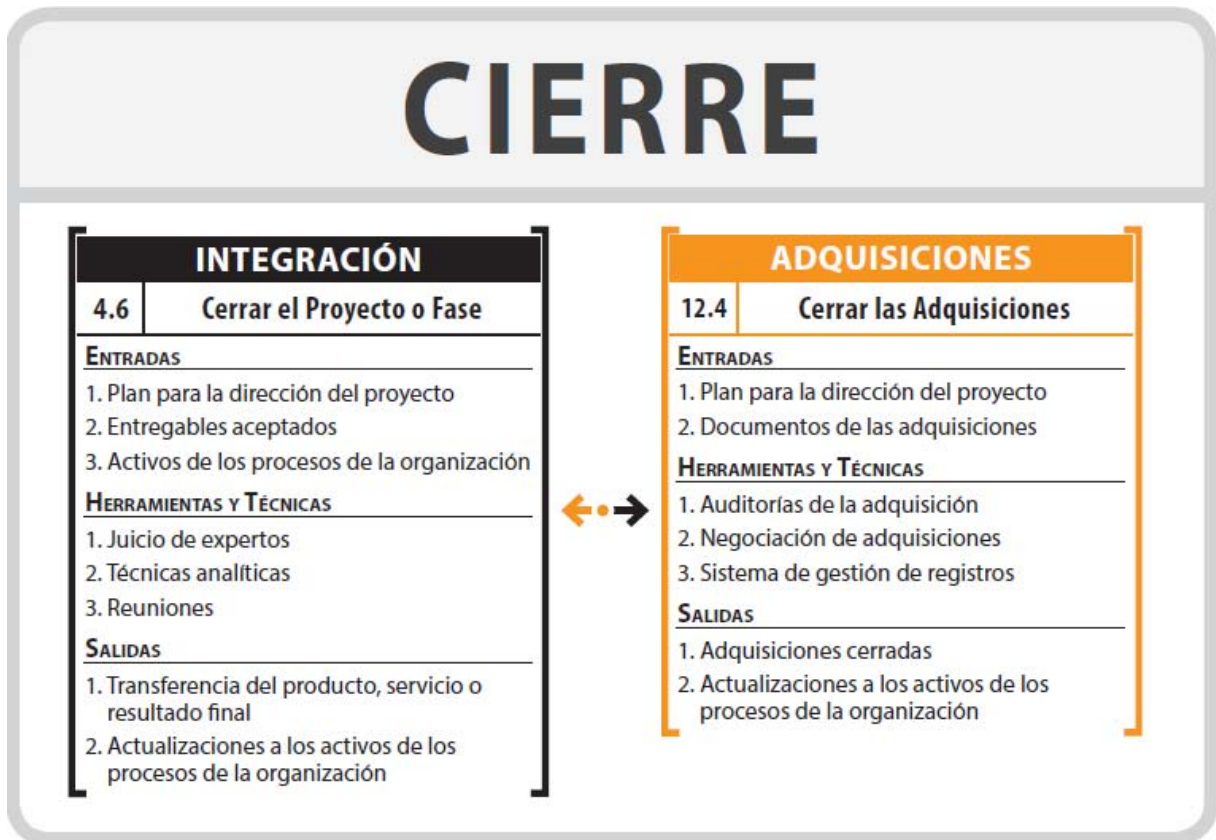 CIERRE
INTEGRACIÓN
4.6 Cerrar el Proyecto o Fase
ENTRADAS
1. Plan para la dirección del proyecto
2. Entregables aceptados
3. Activos de los procesos de la organización
HERRAMIENTAS Y TÉCNICAS
1. Juicio de expertos
2. Técnicas analíticas
3. Reuniones
SALIDAS
1. Transferencia del producto, servicio o
resultado final
2. Actualizaciones a los activos de los
procesos de la organización
ADQUISICIONES
12.4 Cerrar las Adquisiciones
ENTRADAS
1. Plan para la dirección del proyecto
2. Documentos de las adquisiciones
HERRAMIENTAS Y TÉCNICAS
1. Auditorías de la adquisición
2. Negociación de adquisiciones
3. Sistema de gestión de registros
SALIDAS
1. Adquisiciones cerradas
2. Actualizaciones a los activos de los
procesos de la organización